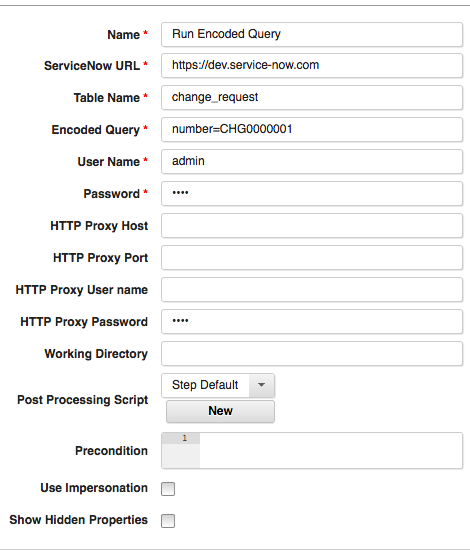 Name * Run Encoded Query
ServiceNow URL * https://dev.service-now.com
Table Name * change_request
Encoded Query * number=CHG0000001
User Name * admin
Password * ••••
HTTP Proxy Host
HTTP Proxy Port
HTTP Proxy User name
HTTP Proxy Password ••••
Working Directory
Post Processing Script Step Default
New
Precondition 1
Use Impersonation
Show Hidden Properties